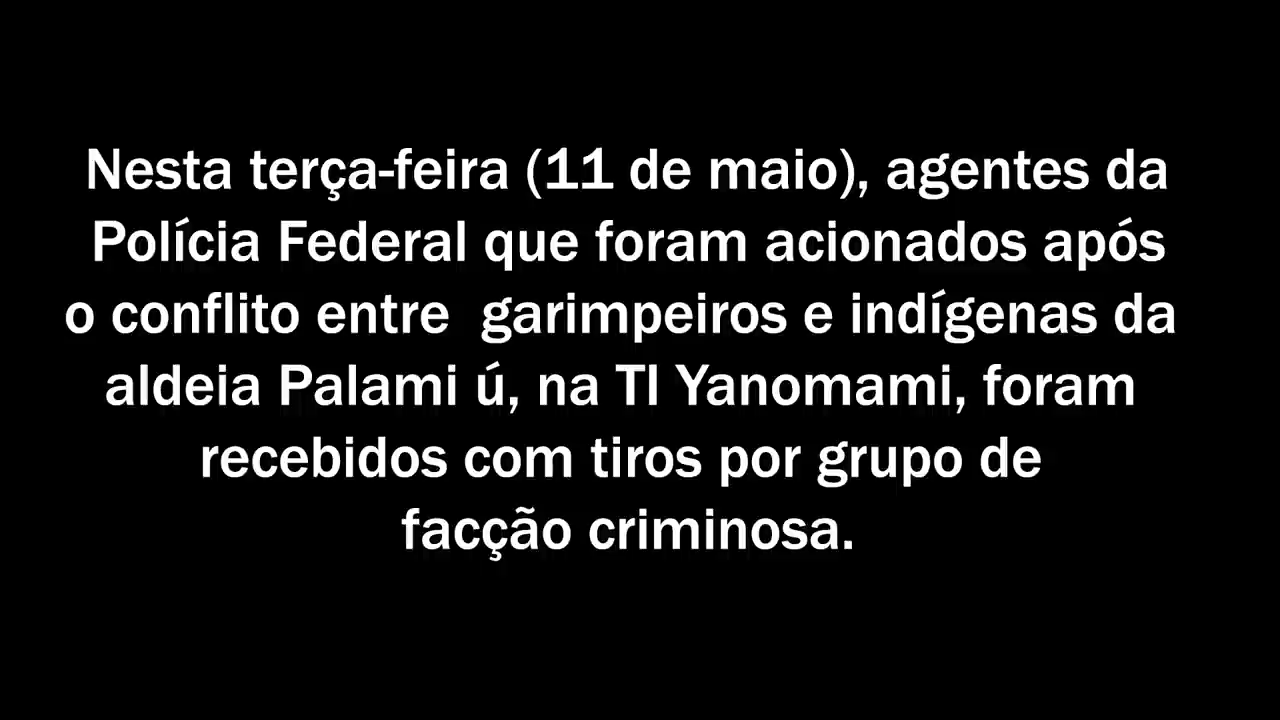 Nesta terça-feira (11 de maio), agentes da
Polícia Federal que foram acionados após
o conflito entre  garimpeiros e indígenas da
aldeia Palami ú, na TI Yanomami, foram
recebidos com tiros por grupo de
facção criminosa.